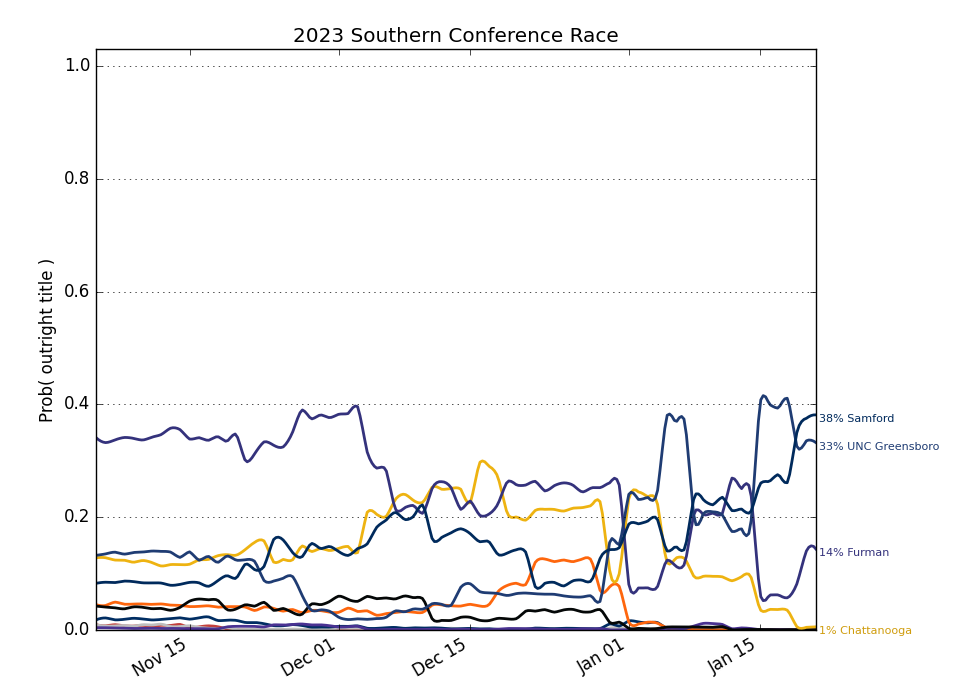 2023 Southern Conference Race
Prob( outright title )
1.0
0.8
0.6
0.4
0.2
0.0
38% Samford
33% UNC Greensboro
14% Furman
1% Chattanooga
Nov 15
Dec 01
Dec 15
Jan 01
Jan 15